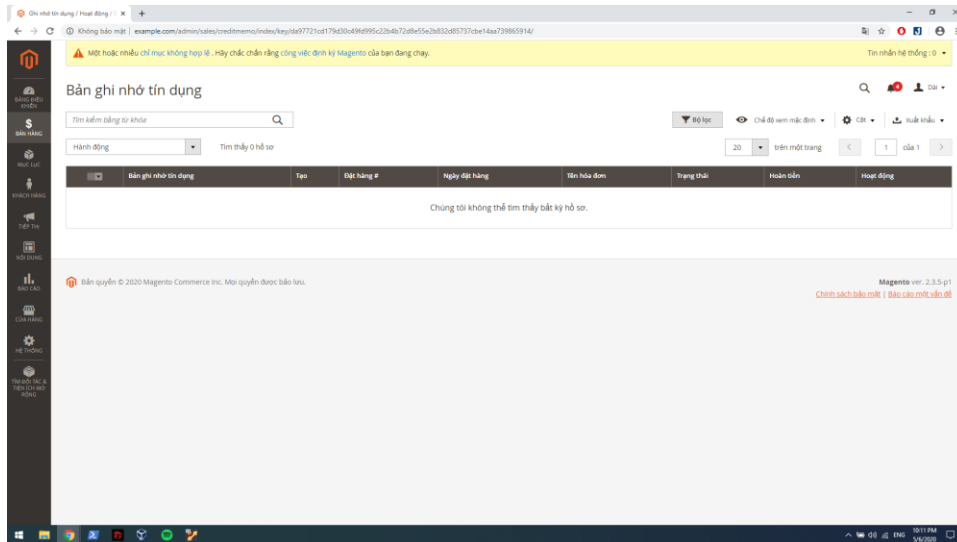 Ghi nhớ tín dụng / Hoạt động /
Không bảo mật | example.com/admin/sales/creditmemo/index/key/da97721cd179d30c49fd995c22b4b72d8e55e2b832d85737cbe14aa739865914/
Một hoặc nhiều chỉ mục không hợp lệ . Hãy chắc chắn rằng công việc định kỳ Magento của bạn đang chạy.
Tin nhắn hệ thống : 0
BẢNG ĐIỀU KHIỂN
BÁN HÀNG
MỤC LỤC
KHÁCH HÀNG
TIẾP THỊ
NỘI DUNG
BÁO CÁO
CỬA HÀNG
HỆ THỐNG
TÌM ĐỐI TÁC & TIỆN ÍCH MỞ RỘNG
Bản ghi nhớ tín dụng
4
Dài
Tìm kiếm bằng từ khóa
Bộ lọc
Chế độ xem mặc định
Cột
Xuất khẩu
Hành động
Tìm thấy 0 hồ sơ
20
trên một trang
1
của 1
Bản ghi nhớ tín dụng
Tạo
Đặt hàng #
Ngày đặt hàng
Tên hóa đơn
Trạng thái
Hoàn tiền
Hoạt động
Chúng tôi không thể tìm thấy bất kỳ hồ sơ.
Bản quyền © 2020 Magento Commerce Inc. Mọi quyền được bảo lưu.
Magento ver. 2.3.5-p1
Chính sách bảo mật | Báo cáo một vấn đề
ENG
10:11 PM
5/6/2020